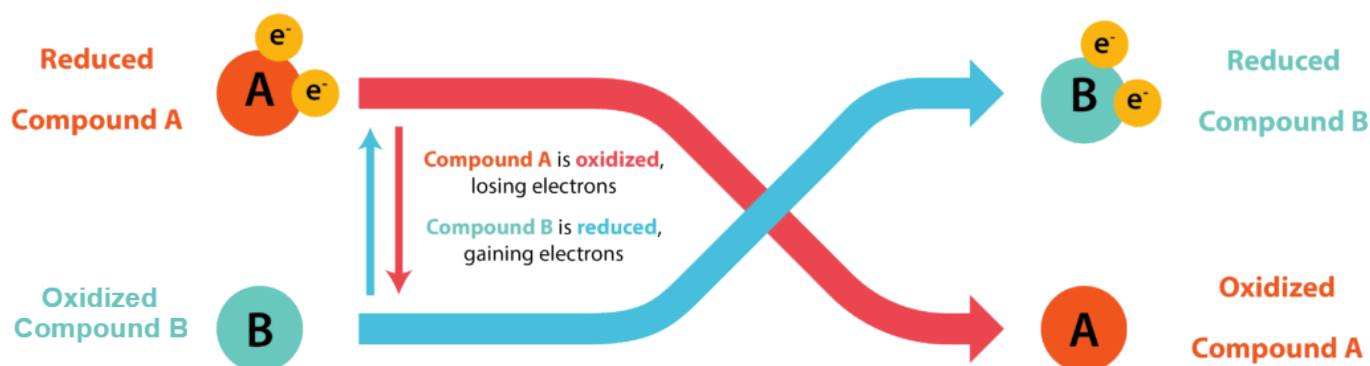 Reduced
Compound A
e-
A
e-
Compound A is oxidized,
losing electrons
Compound B is reduced,
gaining electrons
Oxidized
Compound B
B
e-
B
e-
Reduced
Compound B
A
Oxidized
Compound A